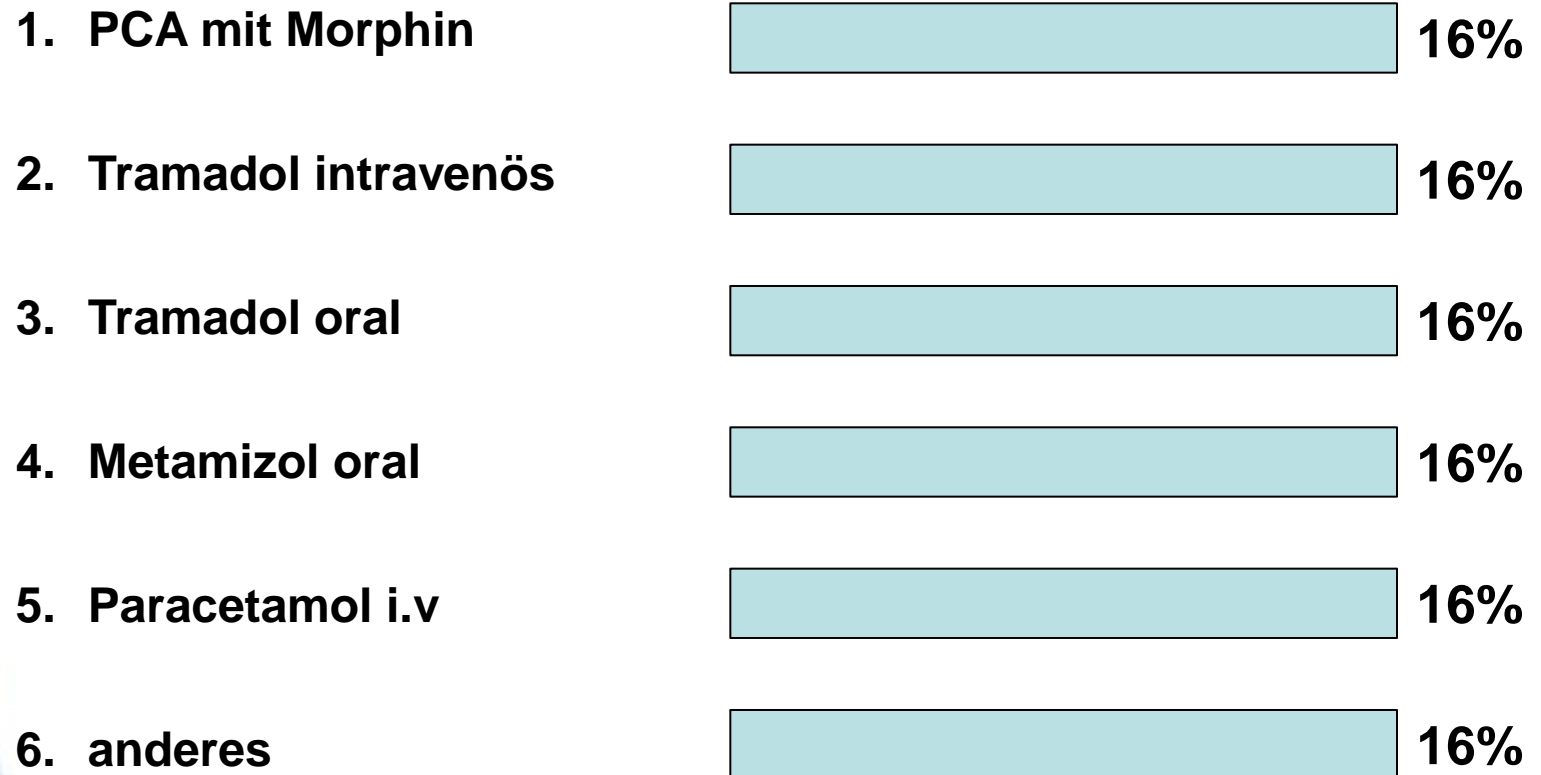 1. PCA mit Morphin 16%
2. Tramadol intravenös 16%
3. Tramadol oral 16%
4. Metamizol oral 16%
5. Paracetamol i.v 16%
6. anderes 16%